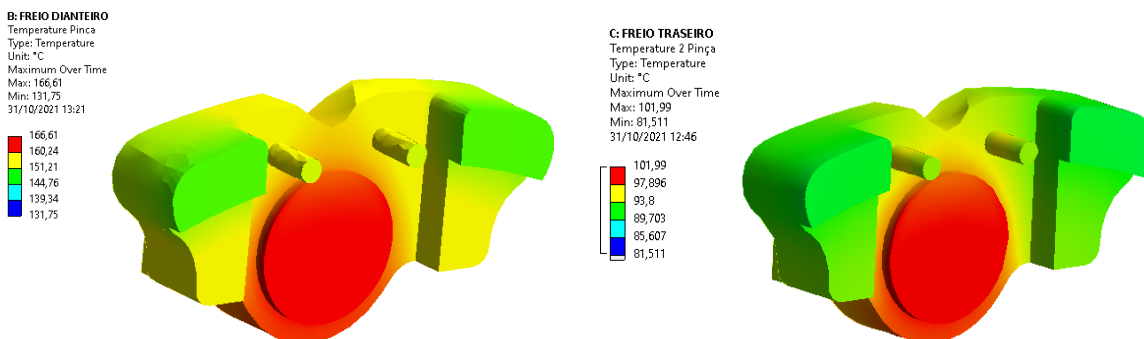 B: FREIO DIANTEIRO
Temperature Pinca
Type: Temperature
Unit: °C
Maximum Over Time
Max: 166,61
Min: 131,75
31/10/2021 13:21
166,61
160,24
151,21
144,76
139,34
131,75
C: FREIO TRASEIRO
Temperature 2 Pinça
Type: Temperature
Unit: °C
Maximum Over Time
Max: 101,99
Min: 81,511
31/10/2021 12:46
101,99
97,896
93,8
89,703
85,607
81,511